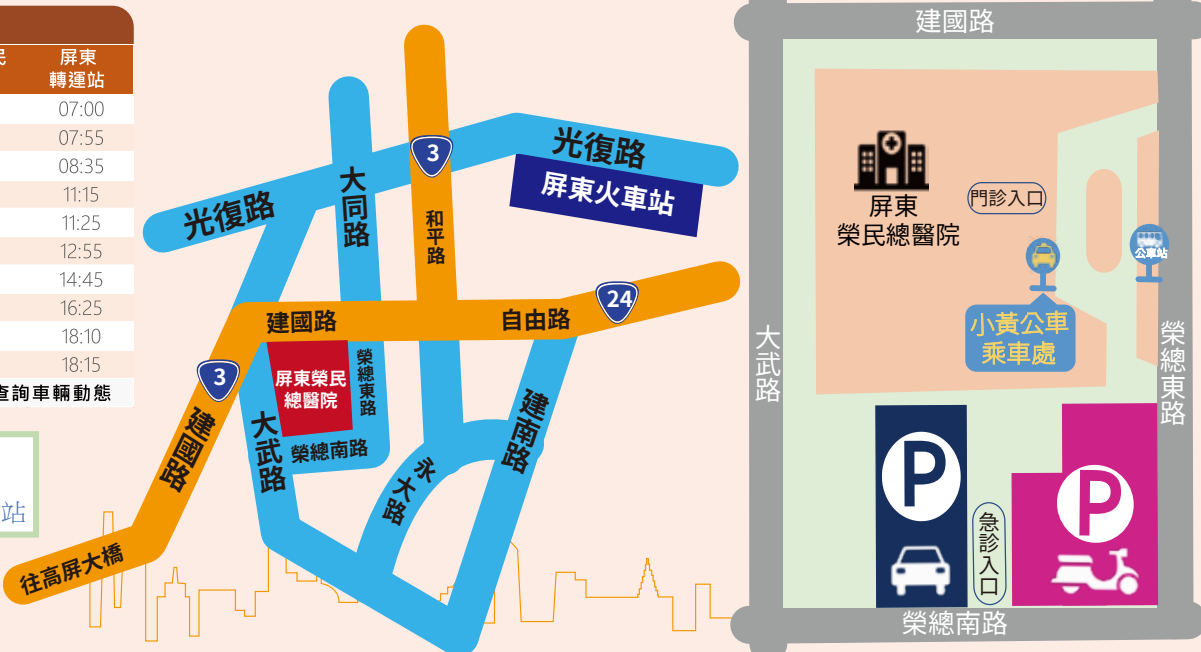 屏東
轉運站
07:00
07:55
08:35
11:15
11:25
12:55
14:45
16:25
18:10
18:15
查詢車輛動態
站
光復路
大同路
3
和平路
光復路
屏東火車站
建國路
自由路
24
3
建國路
屏東榮民
總醫院
榮總東路
大武路
榮總南路
永大路
建南路
往高屏大橋
建國路
屏東
榮民總醫院
門診入口
公車站
小黃公車
乘車處
大武路
榮總東路
P
急診入口
P
榮總南路